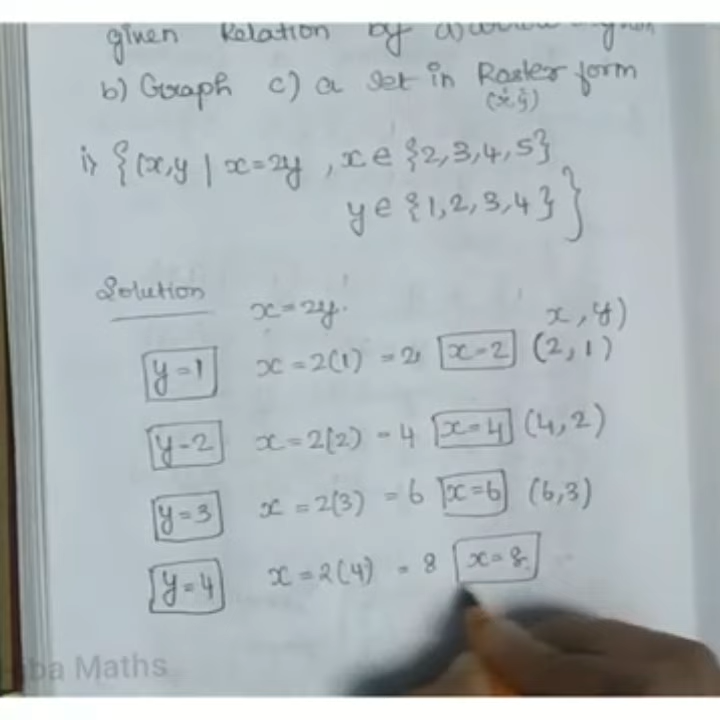 given Relation by a)
b) Graph c) a set in Roster form
(x,y)
i) {(x,y | x=2y , x ∈ {2,3,4,5}
y ∈ {1,2,3,4}}
Solution x=2y. x,y)
y=1 x=2(1) = 2 x=2 (2,1)
y=2 x=2(2) = 4 x=4 (4,2)
y=3 x=2(3) = 6 x=6 (6,3)
y=4 x=2(4) = 8 x=8
Maths